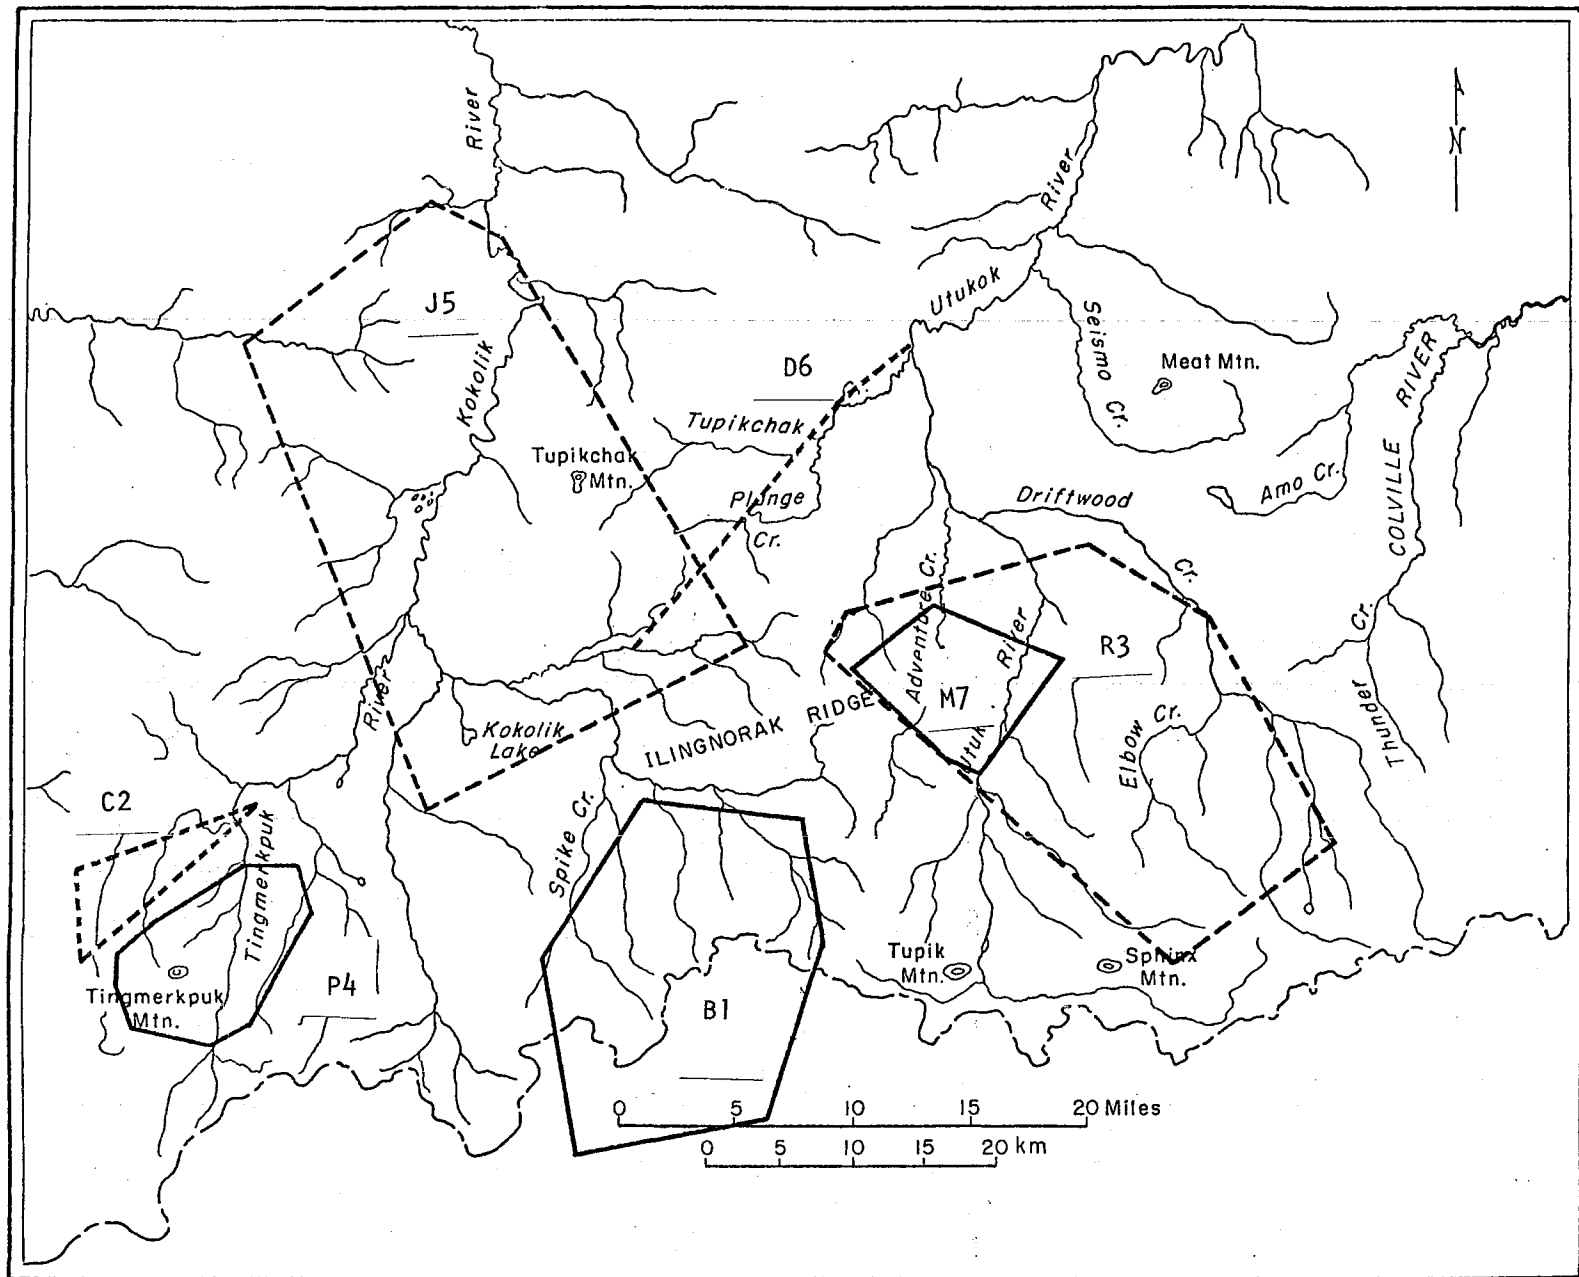 River
N
River
J5
Utukok
Kokolik
D6
Seismo Cr.
Meat Mtn.
COLVILLE RIVER
Tupikchak
Tupikchak
Mtn.
Plunge
Cr.
Driftwood
Cr.
Amo Cr.
Adventure Cr.
River
R3
Thunder Cr.
River
M7
Utuk
Kokolik
Lake
ILINGNORAK RIDGE
Elbow Cr.
C2
Spike Cr.
Tingmerkpuk
Tingmerkpuk
Mtn.
P4
B1
Tupik
Mtn.
Sphinx
Mtn.
0 5 10 15 20 Miles
0 5 10 15 20 km